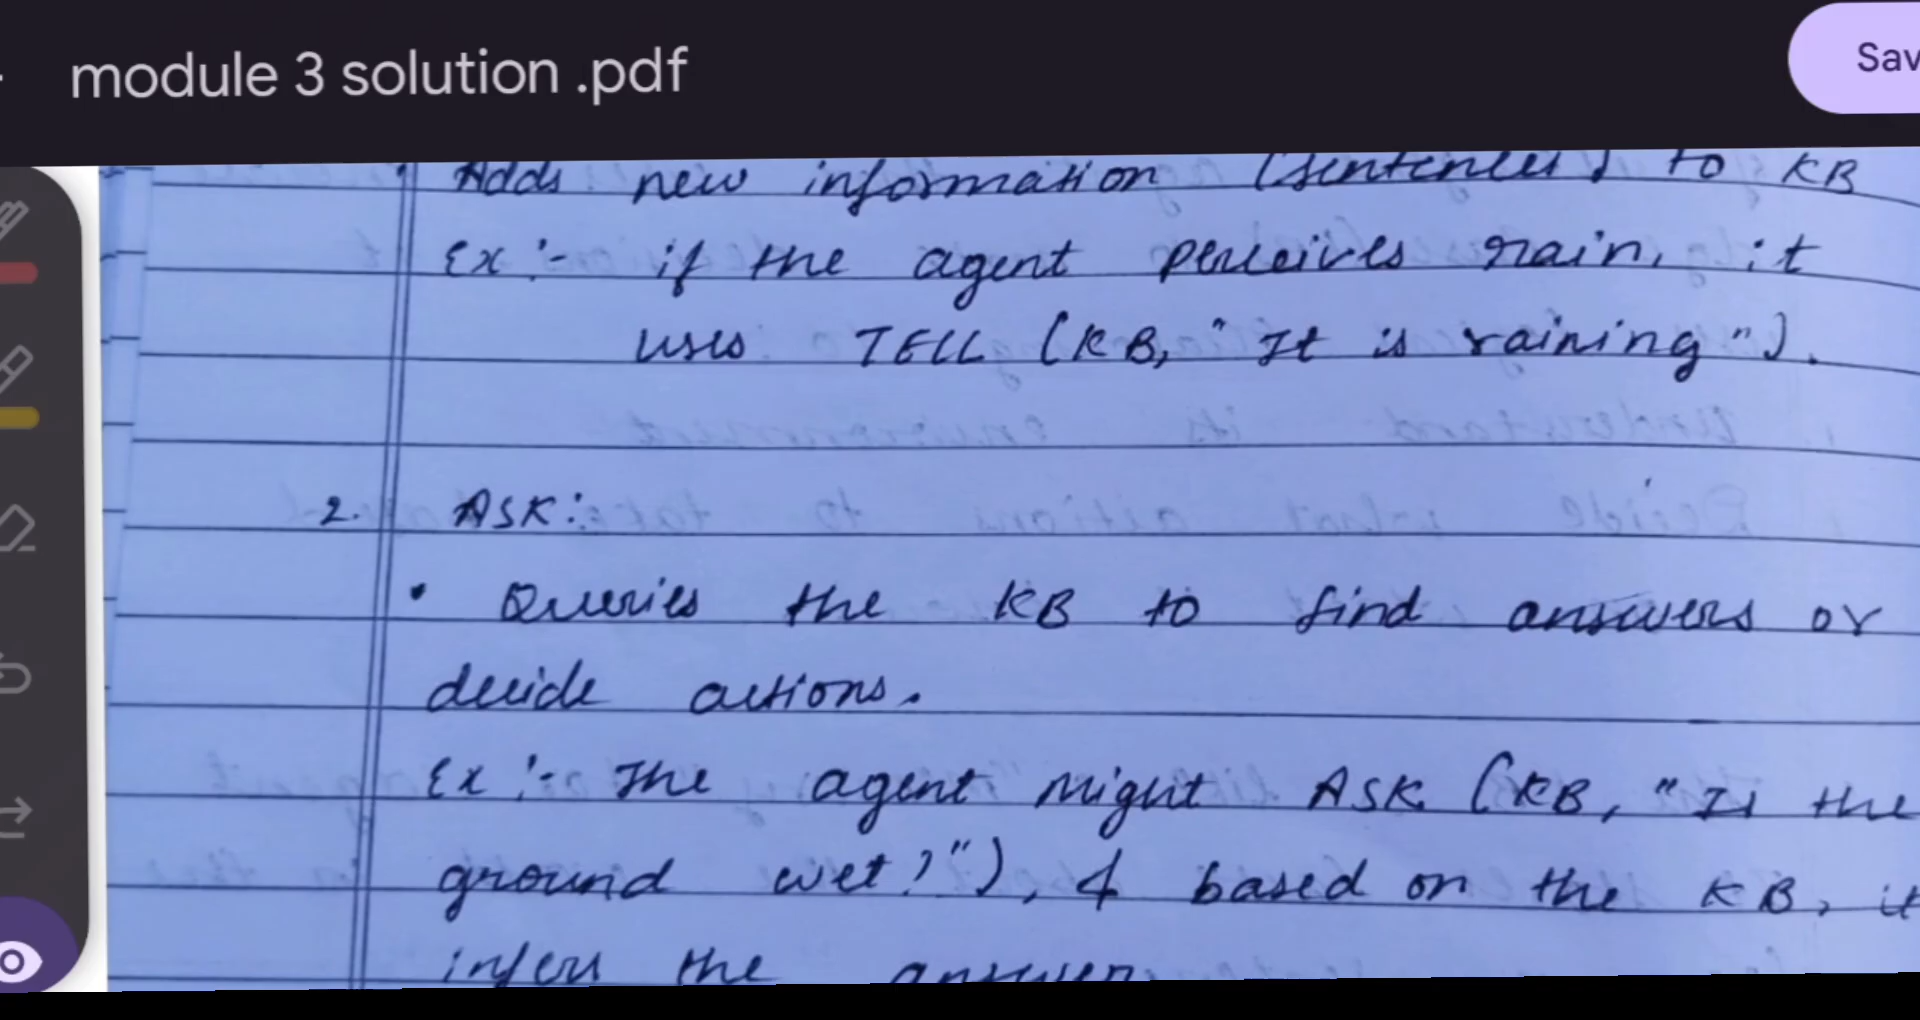 module 3 solution .pdf
Sav
Adds new information (sentences) to KB
Ex :- if the agent perceives rain, it
uses TELL (KB, "It is raining").
2. ASK:
• Queries the KB to find answers or
decide actions.
Ex :- The agent might ASK (KB, "Is the
ground wet?"), & based on the KB, it
infers the answer.